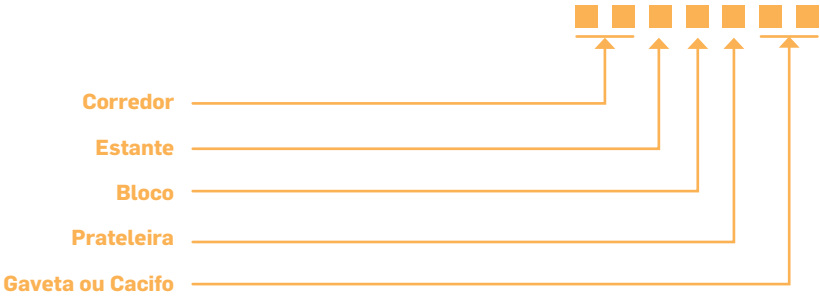 Corredor
Estante
Bloco
Prateleira
Gaveta ou Cacifo